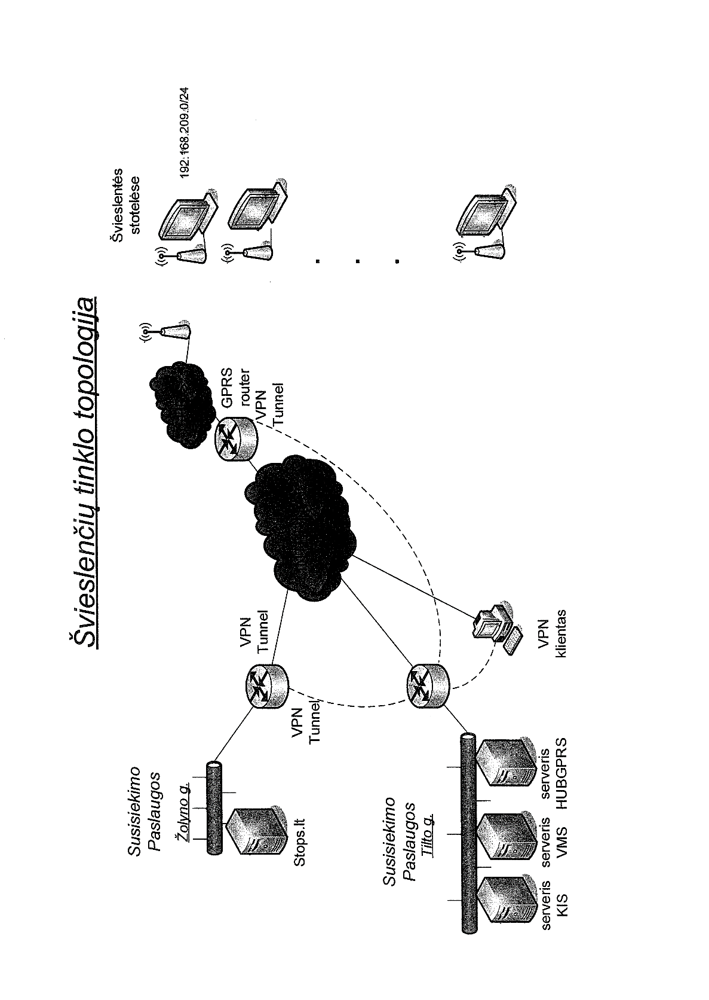 Švieslenčių tinklo topologija
Švieslentės
stotelėse
192.168.209.0/24
GPRS
router
VPN
Tunnel
VPN
Tunnel
VPN
Tunnel
Susisiekimo
Paslaugos
Žolyno g.
Stops.lt
Susisiekimo
Paslaugos
Tilto g.
serveris
KIS
serveris
VMS
serveris
HUBGPRS
VPN
klientas